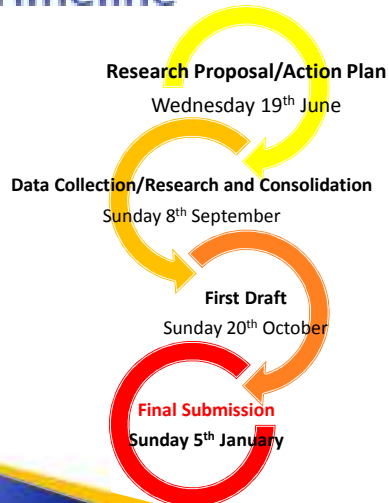 Timeline
Research Proposal/Action Plan
Wednesday 19th June
Data Collection/Research and Consolidation
Sunday 8th September
First Draft
Sunday 20th October
Final Submission
Sunday 5th January